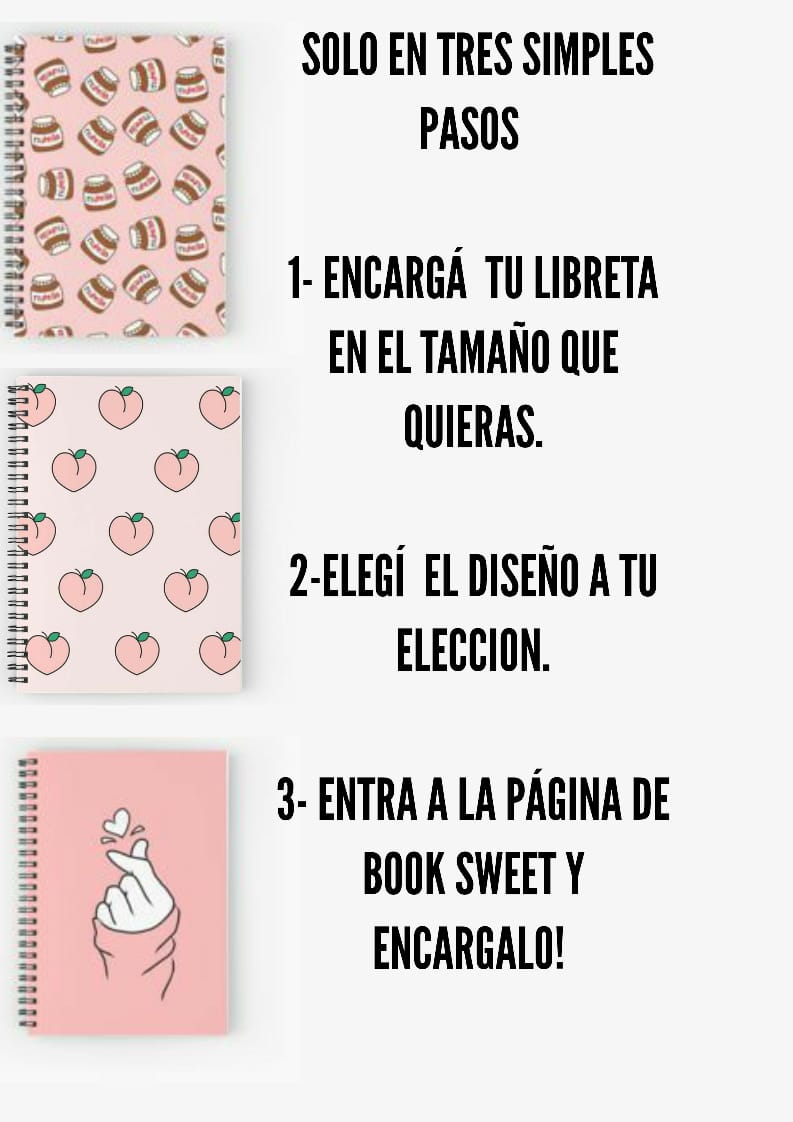 SOLO EN TRES SIMPLES
PASOS
1- ENCARGÁ TU LIBRETA
EN EL TAMAÑO QUE
QUIERAS.
2-ELEGÍ EL DISEÑO A TU
ELECCION.
3- ENTRA A LA PÁGINA DE
BOOK SWEET Y
ENCARGALO!
nutella